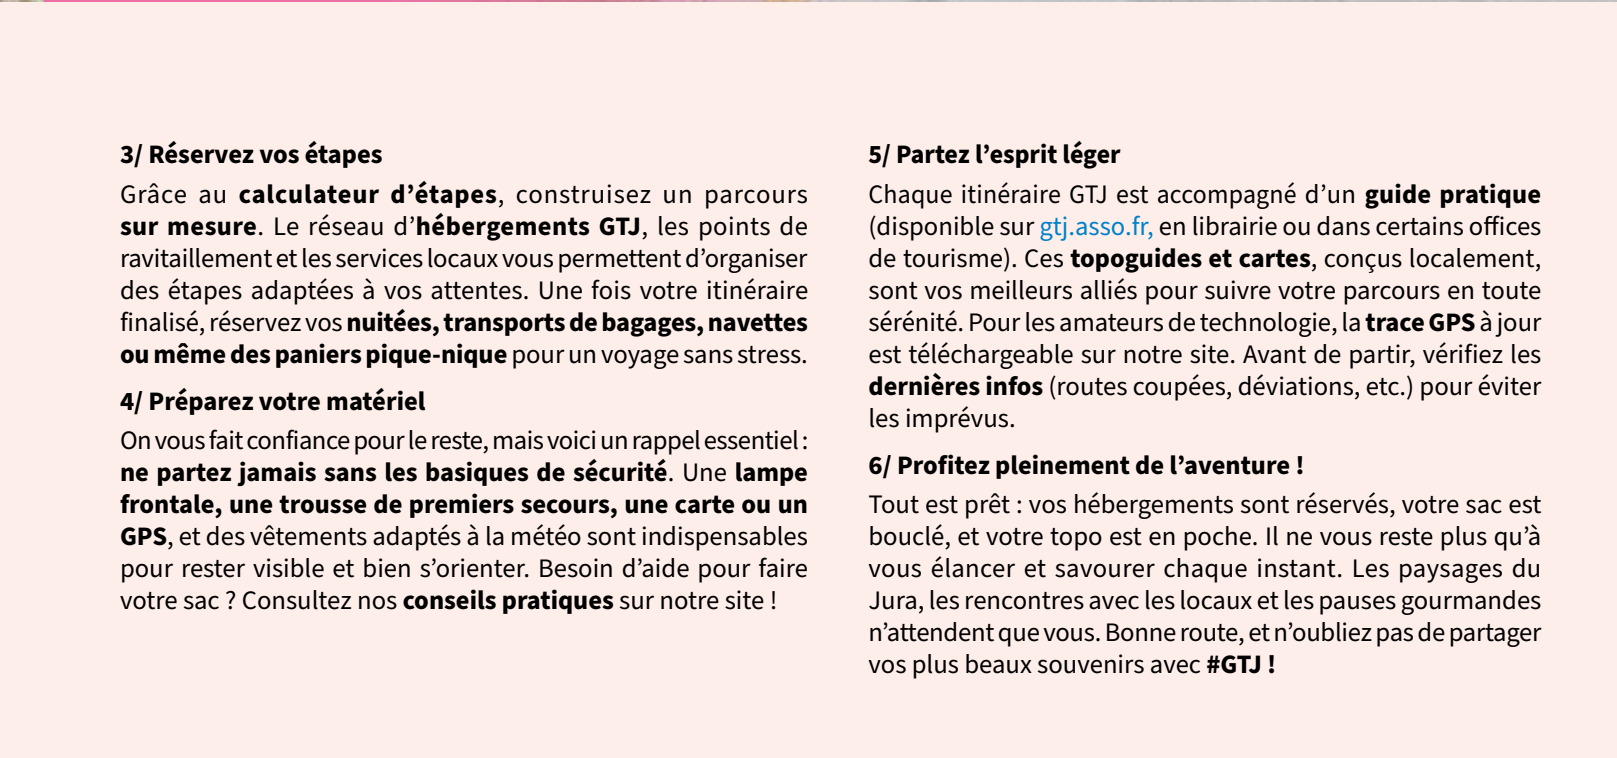 3/ Réservez vos étapes
Grâce au calculateur d’étapes, construisez un parcours
sur mesure. Le réseau d’hébergements GTJ, les points de
ravitaillement et les services locaux vous permettent d’organiser
des étapes adaptées à vos attentes. Une fois votre itinéraire
finalisé, réservez vos nuitées, transports de bagages, navettes
ou même des paniers pique-nique pour un voyage sans stress.
4/ Préparez votre matériel
On vous fait confiance pour le reste, mais voici un rappel essentiel :
ne partez jamais sans les basiques de sécurité. Une lampe
frontale, une trousse de premiers secours, une carte ou un
GPS, et des vêtements adaptés à la météo sont indispensables
pour rester visible et bien s’orienter. Besoin d’aide pour faire
votre sac ? Consultez nos conseils pratiques sur notre site !
5/ Partez l’esprit léger
Chaque itinéraire GTJ est accompagné d’un guide pratique
(disponible sur gtj.asso.fr, en librairie ou dans certains offices
de tourisme). Ces topoguides et cartes, conçus localement,
sont vos meilleurs alliés pour suivre votre parcours en toute
sérénité. Pour les amateurs de technologie, la trace GPS à jour
est téléchargeable sur notre site. Avant de partir, vérifiez les
dernières infos (routes coupées, déviations, etc.) pour éviter
les imprévus.
6/ Profitez pleinement de l’aventure !
Tout est prêt : vos hébergements sont réservés, votre sac est
bouclé, et votre topo est en poche. Il ne vous reste plus qu’à
vous élancer et savourer chaque instant. Les paysages du
Jura, les rencontres avec les locaux et les pauses gourmandes
n’attendent que vous. Bonne route, et n’oubliez pas de partager
vos plus beaux souvenirs avec #GTJ !